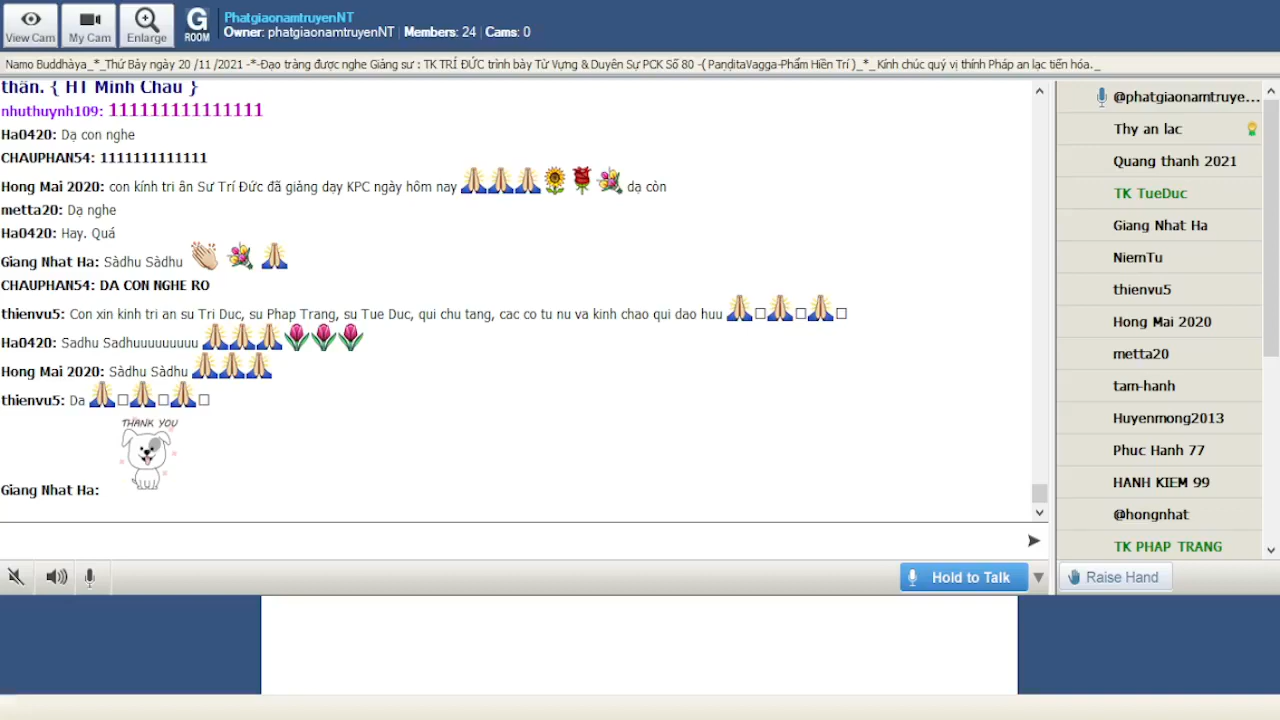 View Cam
My Cam
Enlarge
G
ROOM
PhatgiaonamtruyenNT
Owner: phatgiaonamtruyenNT | Members: 24 | Cams: 0
Namo Buddhàya_*_Thứ Bảy ngày 20 /11 /2021 -*-Đạo tràng được nghe Giảng sư : TK TRÍ ĐỨC trình bày Từ Vựng & Duyên Sự PCK Số 80 -( PaṇḍitaVagga-Phẩm Hiền Trí )_*_ Kính chúc quý vị thính Pháp an lạc tiến hóa._
thân. { HT Minh Châu }
nhuthuynh109: 111111111111111
Ha0420: Dạ con nghe
CHAUPHAN54: 1111111111111
Hong Mai 2020: con kính tri ân Sư Trí Đức đã giảng dạy KPC ngày hôm nay 🙏🙏🙏🌻🌹💐 dạ còn
metta20: Dạ nghe
Ha0420: Hay. Quá
Giang Nhat Ha: Sàdhu Sàdhu 👏 💐 🙏
CHAUPHAN54: DA CON NGHE RO
thienvu5: Con xin kinh tri an su Tri Duc, su Phap Trang, su Tue Duc, qui chu tang, cac co tu nu va kinh chao qui dao huu 🙏□🙏□🙏□
Ha0420: Sadhu Sadhuuuuuuuuu 🙏🙏🙏🌷🌷🌷
Hong Mai 2020: Sàdhu Sàdhu 🙏🙏🙏
thienvu5: Da 🙏□🙏□🙏□
THANK YOU
Giang Nhat Ha:
Hold to Talk
@phatgiaonamtruye...
Thy an lac
Quang thanh 2021
TK TueDuc
Giang Nhat Ha
NiemTu
thienvu5
Hong Mai 2020
metta20
tam-hanh
Huyenmong2013
Phuc Hanh 77
HANH KIEM 99
@hongnhat
TK PHAP TRANG
Raise Hand